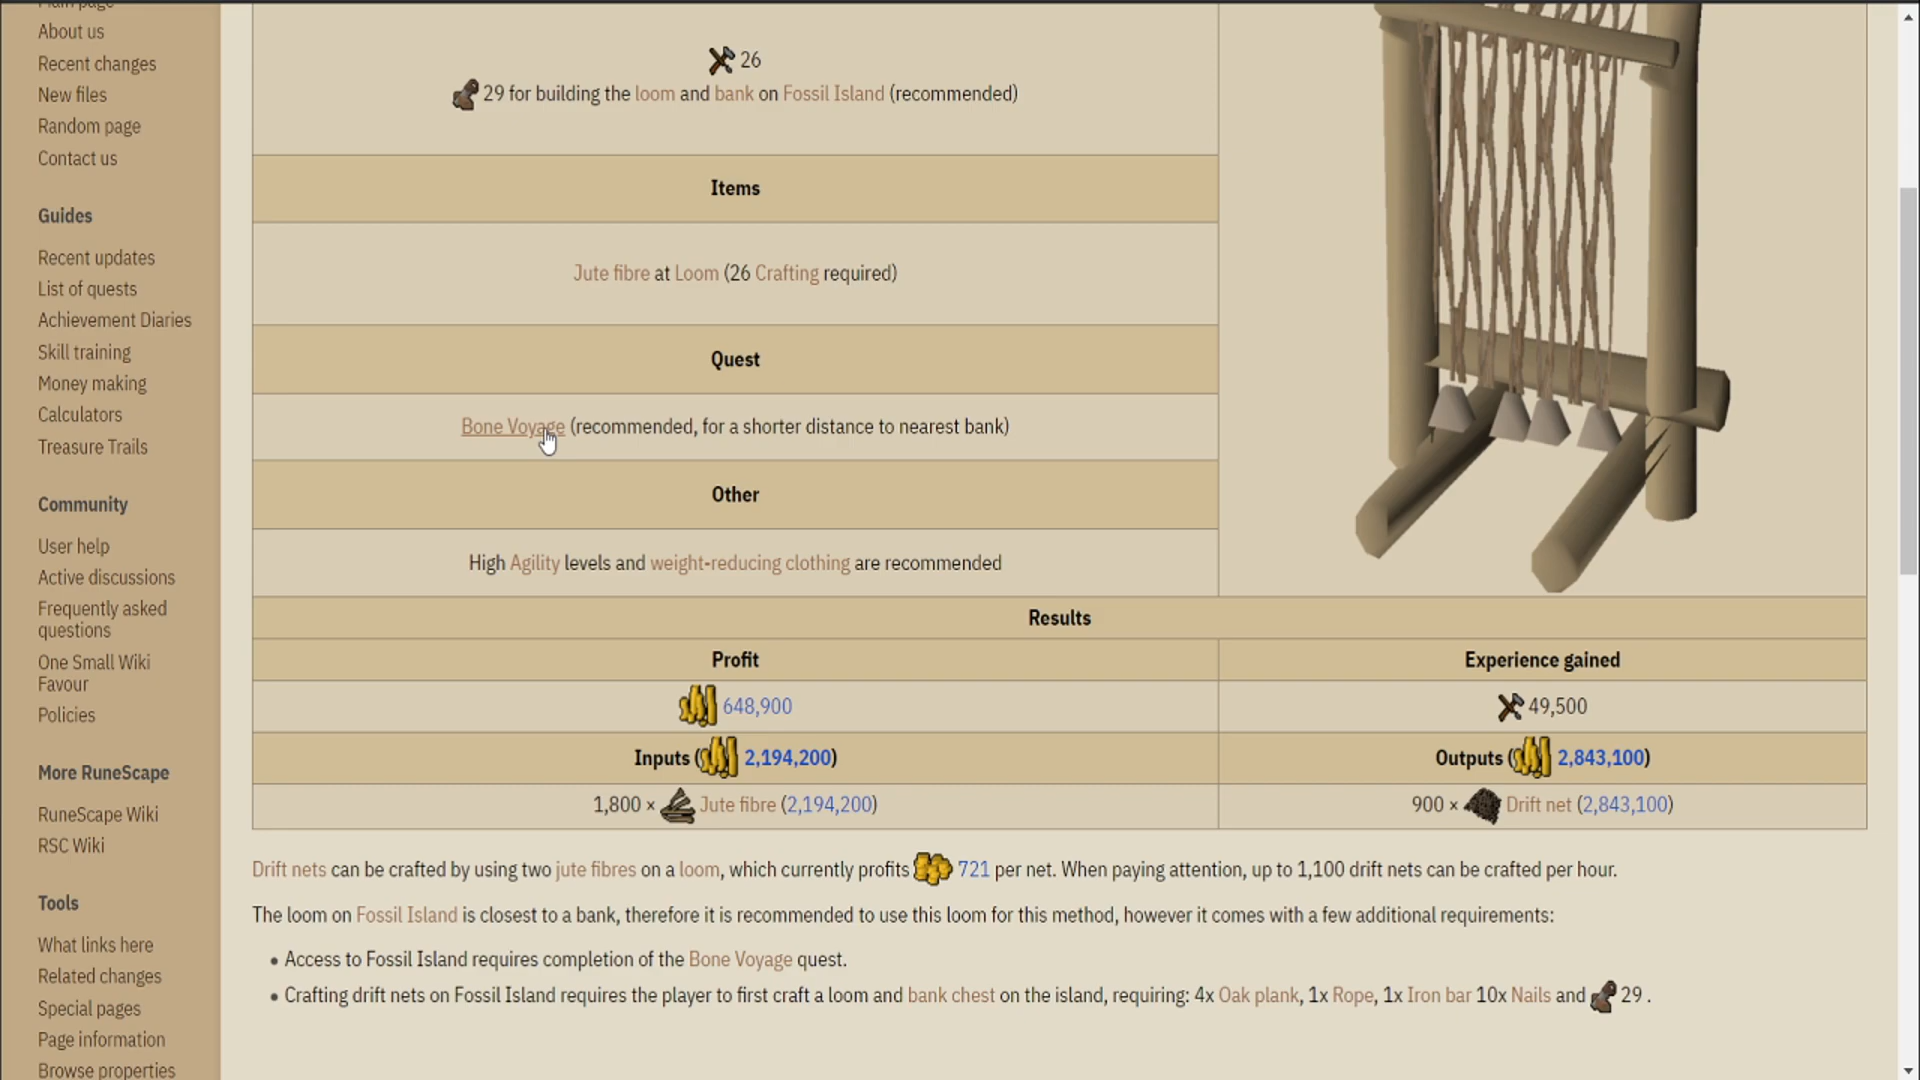 Main page
About us
Recent changes
New files
Random page
Contact us
Guides
Recent updates
List of quests
Achievement Diaries
Skill training
Money making
Calculators
Treasure Trails
Community
User help
Active discussions
Frequently asked
questions
One Small Wiki
Favour
Policies
More RuneScape
RuneScape Wiki
RSC Wiki
Tools
What links here
Related changes
Special pages
Page information
Browse properties
26
29 for building the loom and bank on Fossil Island (recommended)
Items
Jute fibre at Loom (26 Crafting required)
Quest
Bone Voyage (recommended, for a shorter distance to nearest bank)
Other
High Agility levels and weight-reducing clothing are recommended
Results
Profit
Experience gained
648,900
49,500
Inputs (2,194,200)
Outputs (2,843,100)
1,800 × Jute fibre (2,194,200)
900 × Drift net (2,843,100)
Drift nets can be crafted by using two jute fibres on a loom, which currently profits 721 per net. When paying attention, up to 1,100 drift nets can be crafted per hour.
The loom on Fossil Island is closest to a bank, therefore it is recommended to use this loom for this method, however it comes with a few additional requirements:
• Access to Fossil Island requires completion of the Bone Voyage quest.
• Crafting drift nets on Fossil Island requires the player to first craft a loom and bank chest on the island, requiring: 4x Oak plank, 1x Rope, 1x Iron bar 10x Nails and 29 .